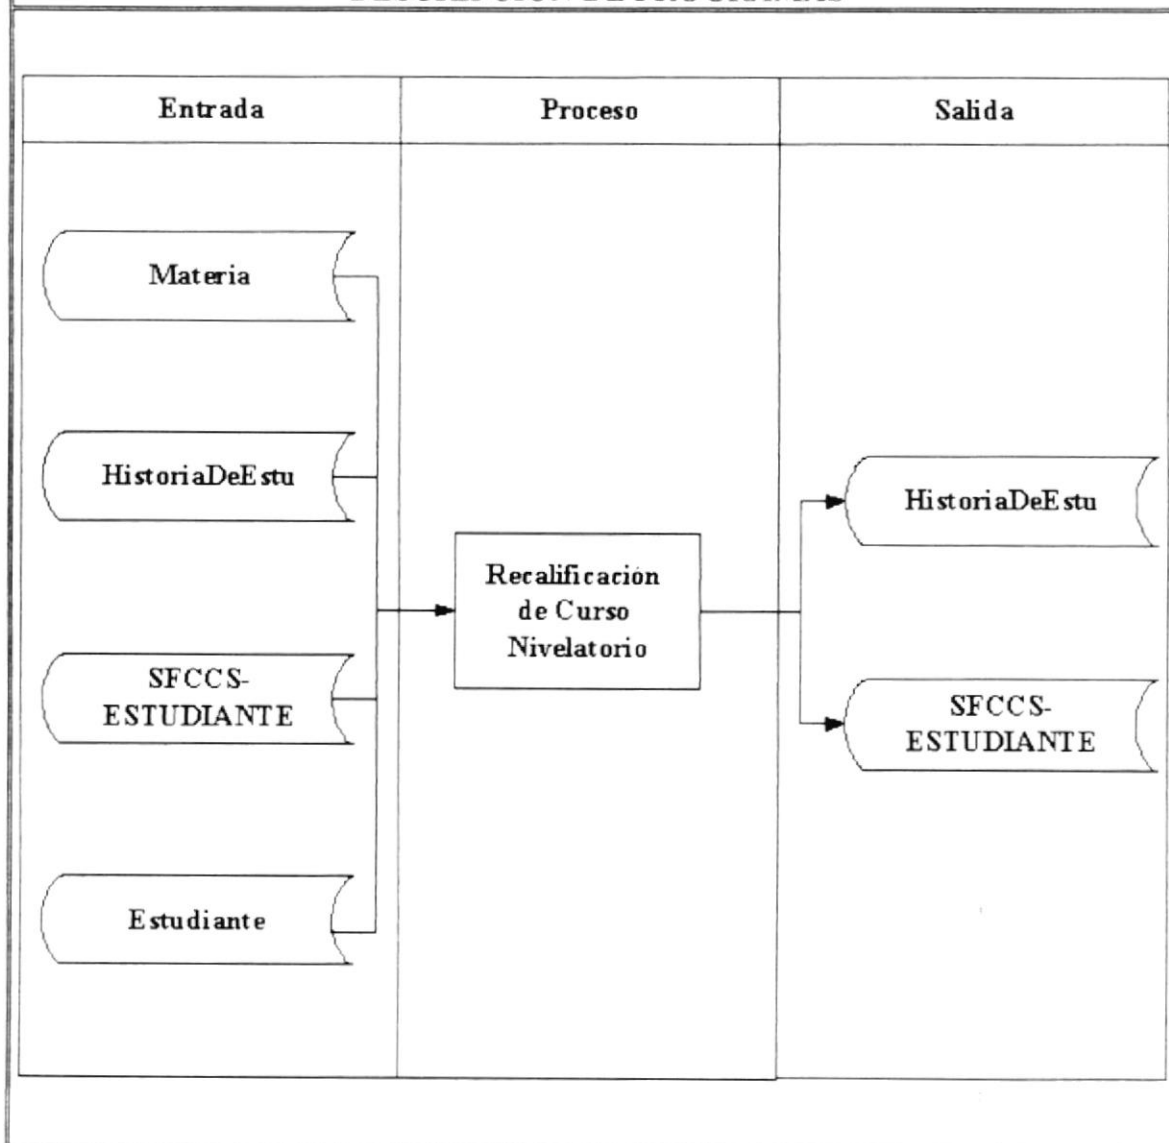 Entrada
Proceso
Salida
Materia
HistoriaDeEstu
SFCCS-
ESTUDIANTE
Estudiante
Recalificación
de Curso
Nivelatorio
HistoriaDeEstu
SFCCS-
ESTUDIANTE